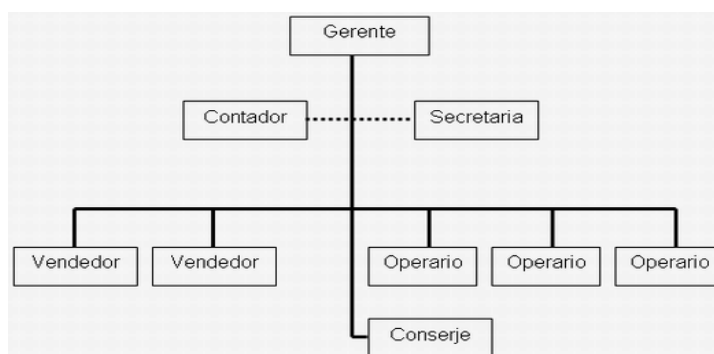 Gerente
Contador
Secretaria
Vendedor
Vendedor
Operario
Operario
Operario
Conserje